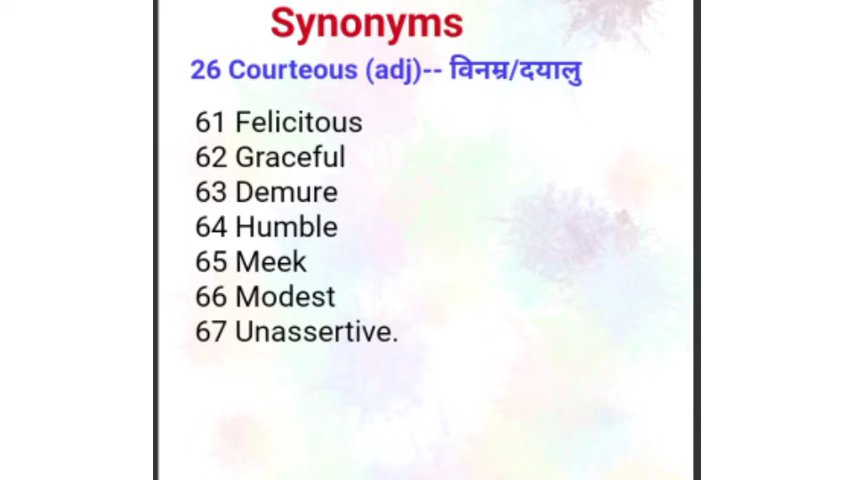 Synonyms
26 Courteous (adj)-- विनम्र/दयालु
61 Felicitous
62 Graceful
63 Demure
64 Humble
65 Meek
66 Modest
67 Unassertive.